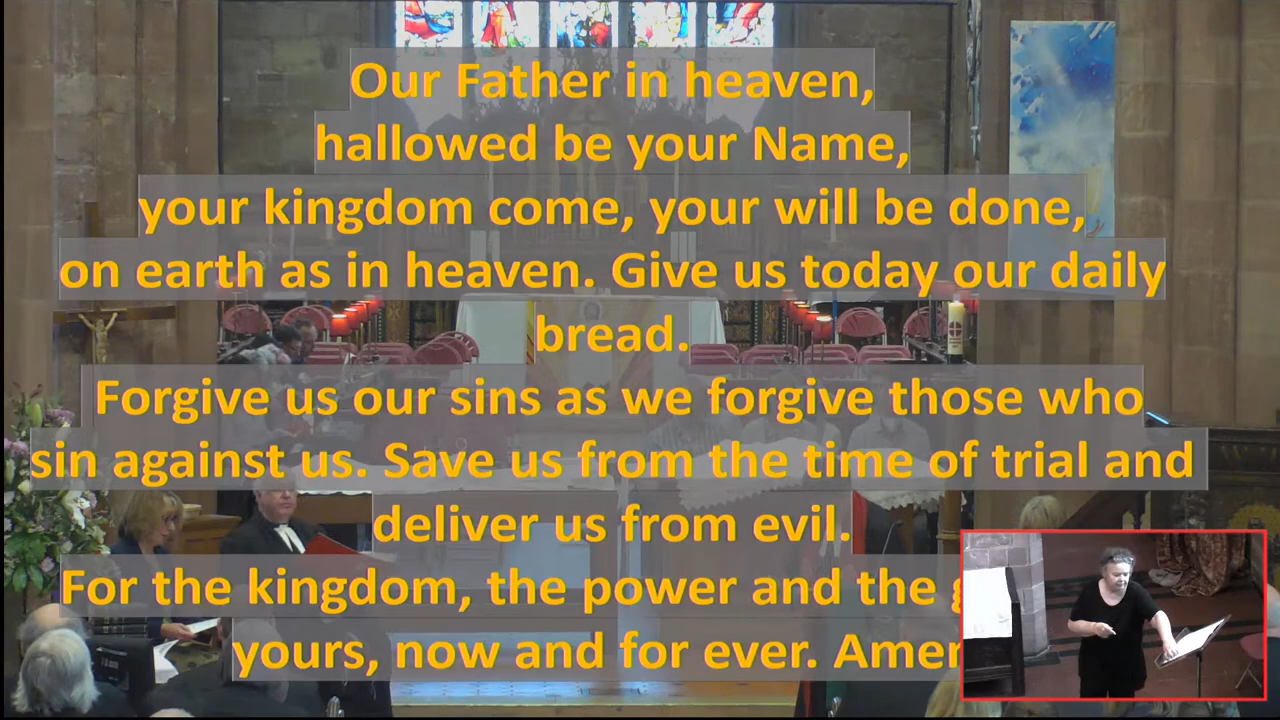 Our Father in heaven,
hallowed be your Name,
your kingdom come, your will be done,
on earth as in heaven. Give us today our daily
bread.
Forgive us our sins as we forgive those who
sin against us. Save us from the time of trial and
deliver us from evil.
For the kingdom, the power and the
yours, now and for ever. Amen